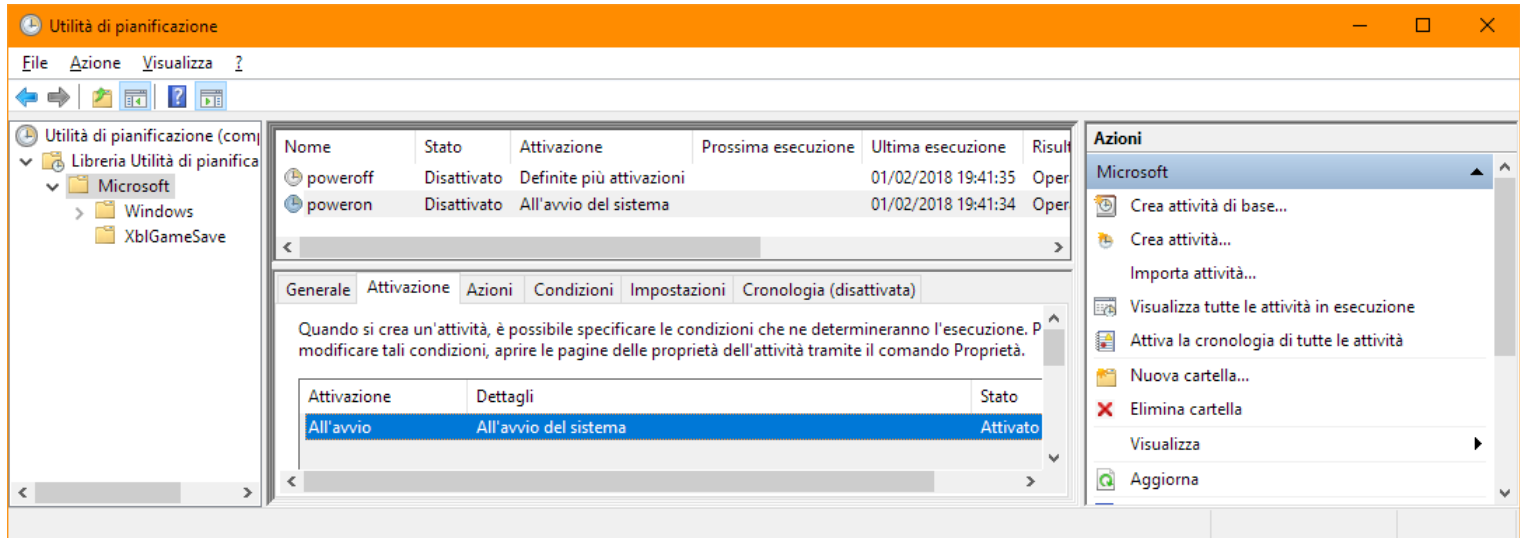 Utilità di pianificazione
File Azione Visualizza ?
Utilità di pianificazione (comp
Libreria Utilità di pianifica
Microsoft
Windows
XblGameSave
Nome Stato Attivazione Prossima esecuzione Ultima esecuzione Risult
poweroff Disattivato Definite più attivazioni 01/02/2018 19:41:35 Oper
poweron Disattivato All'avvio del sistema 01/02/2018 19:41:34 Oper
Generale Attivazione Azioni Condizioni Impostazioni Cronologia (disattivata)
Quando si crea un'attività, è possibile specificare le condizioni che ne determineranno l'esecuzione. P
modificare tali condizioni, aprire le pagine delle proprietà dell'attività tramite il comando Proprietà.
Attivazione Dettagli Stato
All'avvio All'avvio del sistema Attivato
Azioni
Microsoft
Crea attività di base...
Crea attività...
Importa attività...
Visualizza tutte le attività in esecuzione
Attiva la cronologia di tutte le attività
Nuova cartella...
Elimina cartella
Visualizza
Aggiorna